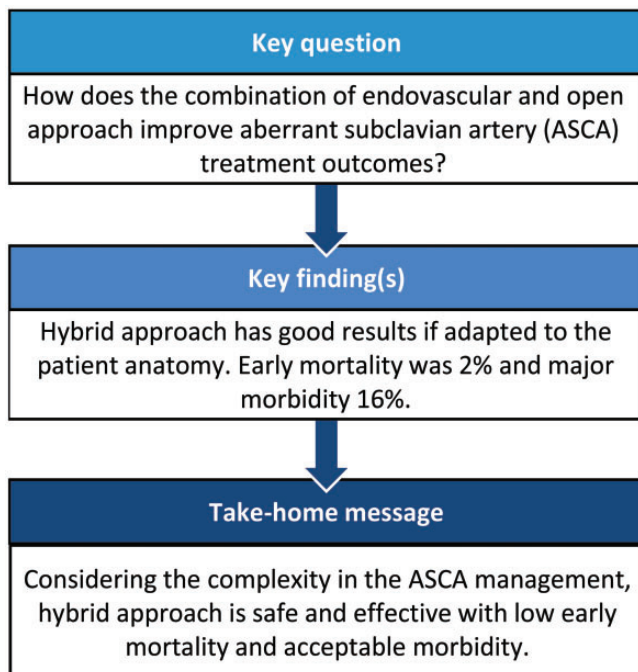 Key question
How does the combination of endovascular and open
approach improve aberrant subclavian artery (ASCA)
treatment outcomes?
Key finding(s)
Hybrid approach has good results if adapted to the
patient anatomy. Early mortality was 2% and major
morbidity 16%.
Take-home message
Considering the complexity in the ASCA management,
hybrid approach is safe and effective with low early
mortality and acceptable morbidity.